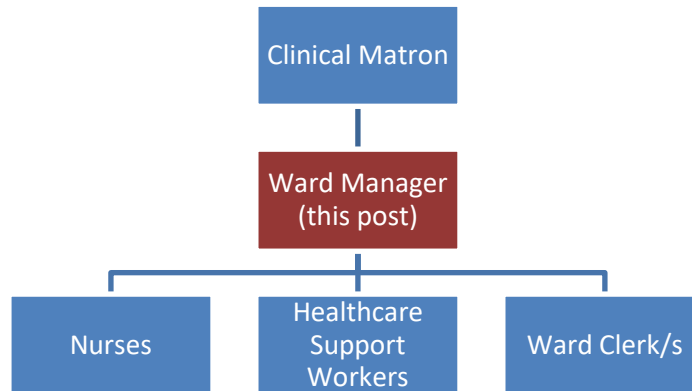 Clinical Matron
Ward Manager
(this post)
Nurses
Healthcare
Support
Workers
Ward Clerk/s